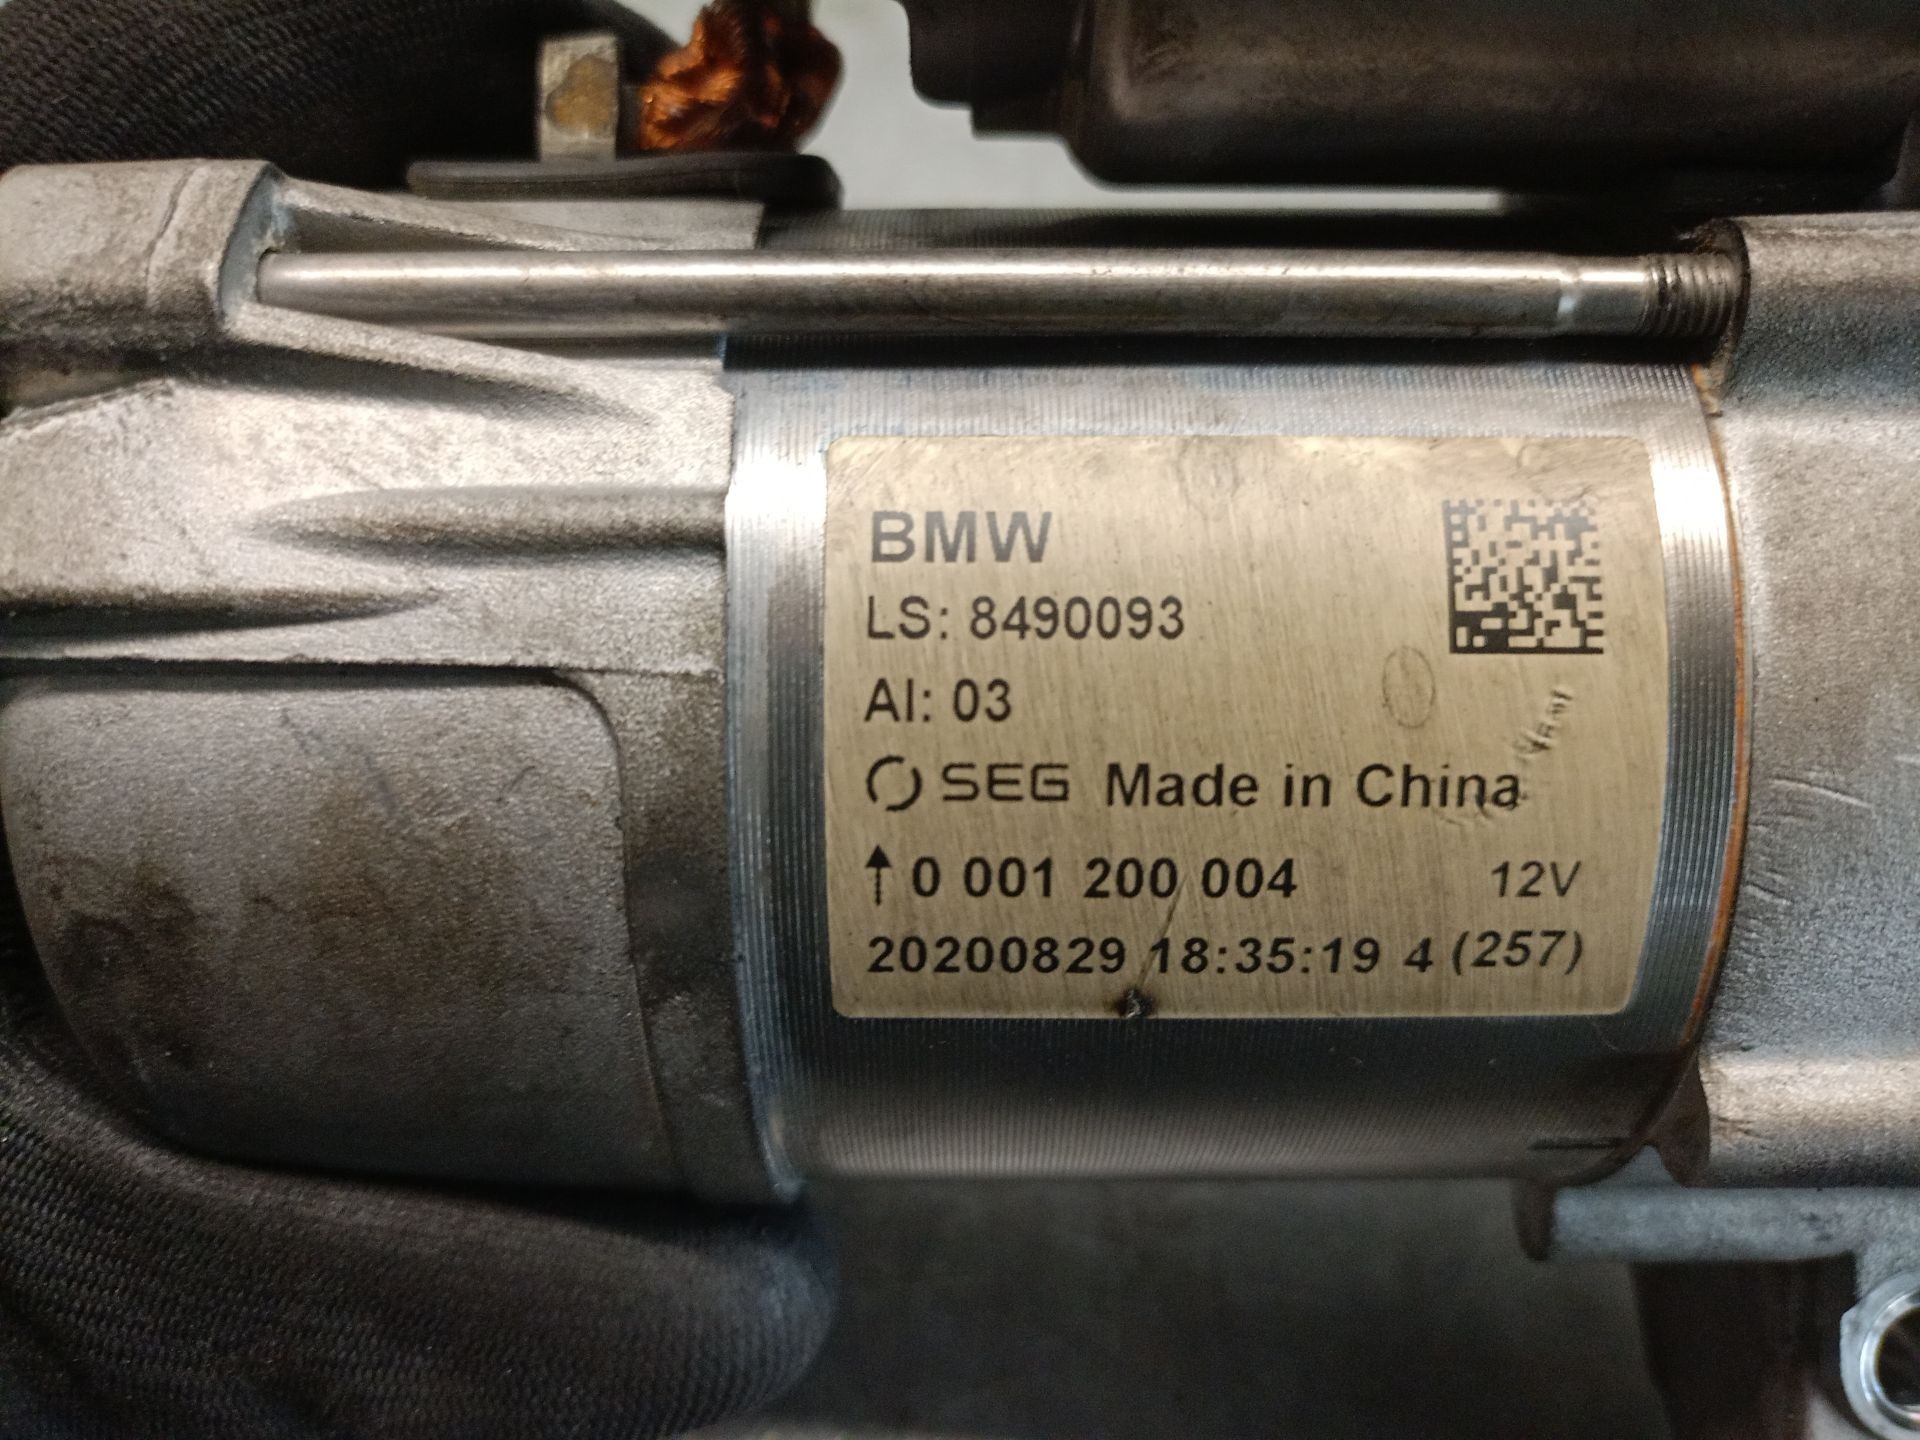 BMW
LS: 8490093
AI: 03
SEG Made in China
↑ 0 001 200 004 12V
20200829 18:35:19 4 (257)